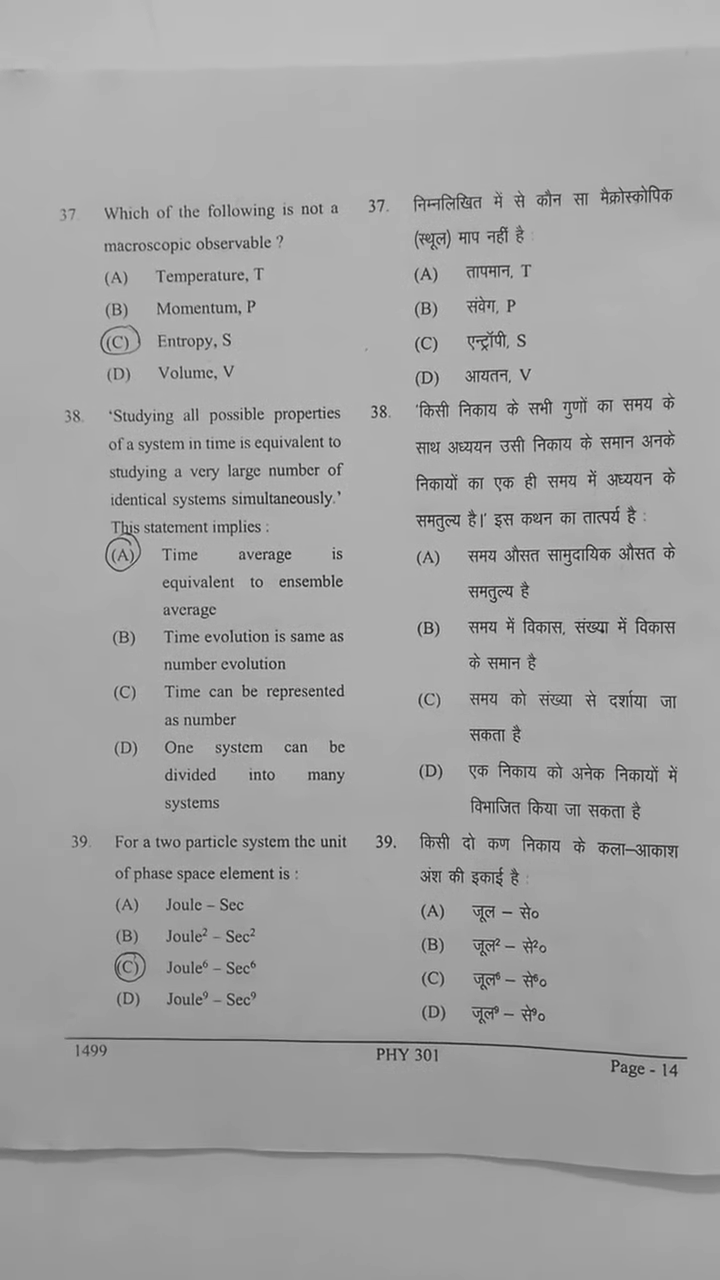 37. Which of the following is not a
macroscopic observable ?
(A) Temperature, T
(B) Momentum, P
(C) Entropy, S
(D) Volume, V
38. ‘Studying all possible properties
of a system in time is equivalent to
studying a very large number of
identical systems simultaneously.’
This statement implies :
(A) Time average is
equivalent to ensemble
average
(B) Time evolution is same as
number evolution
(C) Time can be represented
as number
(D) One system can be
divided into many
systems
39. For a two particle system the unit
of phase space element is :
(A) Joule – Sec
(B) Joule² – Sec²
(C) Joule⁶ – Sec⁶
(D) Joule⁹ – Sec⁹
37. निम्नलिखित में से कौन सा मैक्रोस्कोपिक
(स्थूल) माप नहीं है :
(A) तापमान, T
(B) संवेग, P
(C) एन्ट्रॉपी, S
(D) आयतन, V
38. ‘किसी निकाय के सभी गुणों का समय के
साथ अध्ययन उसी निकाय के समान अनके
निकायों का एक ही समय में अध्ययन के
समतुल्य है।’ इस कथन का तात्पर्य है :
(A) समय औसत सामुदायिक औसत के
समतुल्य है
(B) समय में विकास, संख्या में विकास
के समान है
(C) समय को संख्या से दर्शाया जा
सकता है
(D) एक निकाय को अनेक निकायों में
विभाजित किया जा सकता है
39. किसी दो कण निकाय के कला–आकाश
अंश की इकाई है :
(A) जूल – से०
(B) जूल² – से²०
(C) जूल⁶ – से⁶०
(D) जूल⁹ – से⁹०
1499 PHY 301 Page - 14